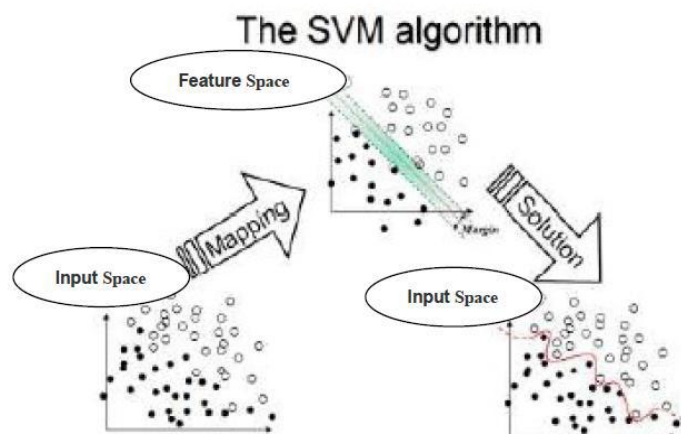 The SVM algorithm
Feature Space
Margin
Mapping
Solution
Input Space
Input Space